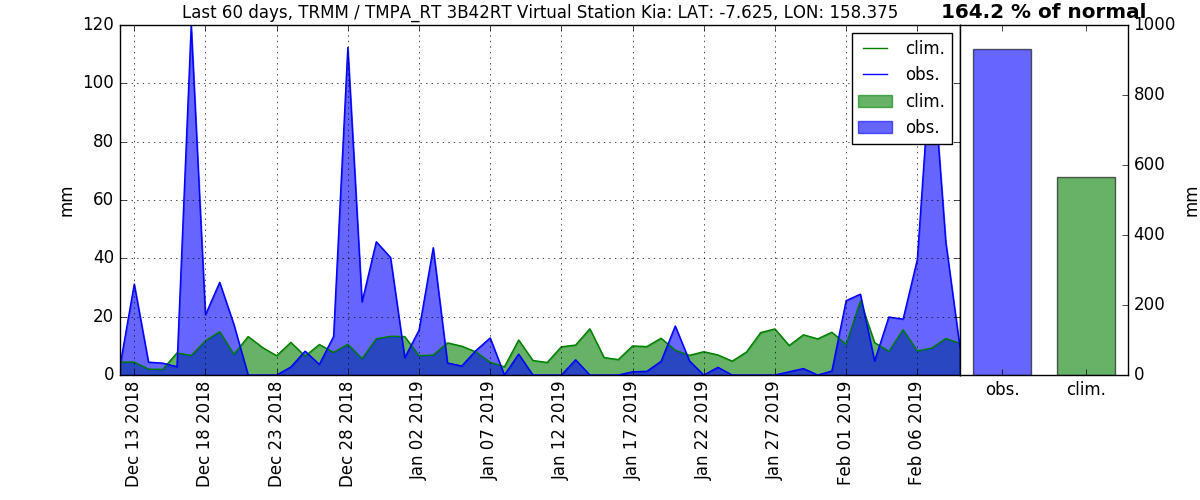 Last 60 days, TRMM / TMPA_RT 3B42RT Virtual Station Kia: LAT: -7.625, LON: 158.375
164.2 % of normal
120
100
80
60
40
20
0
mm
clim.
obs.
clim.
obs.
1000
800
600
400
200
0
mm
Dec 13 2018
Dec 18 2018
Dec 23 2018
Dec 28 2018
Jan 02 2019
Jan 07 2019
Jan 12 2019
Jan 17 2019
Jan 22 2019
Jan 27 2019
Feb 01 2019
Feb 06 2019
obs.
clim.